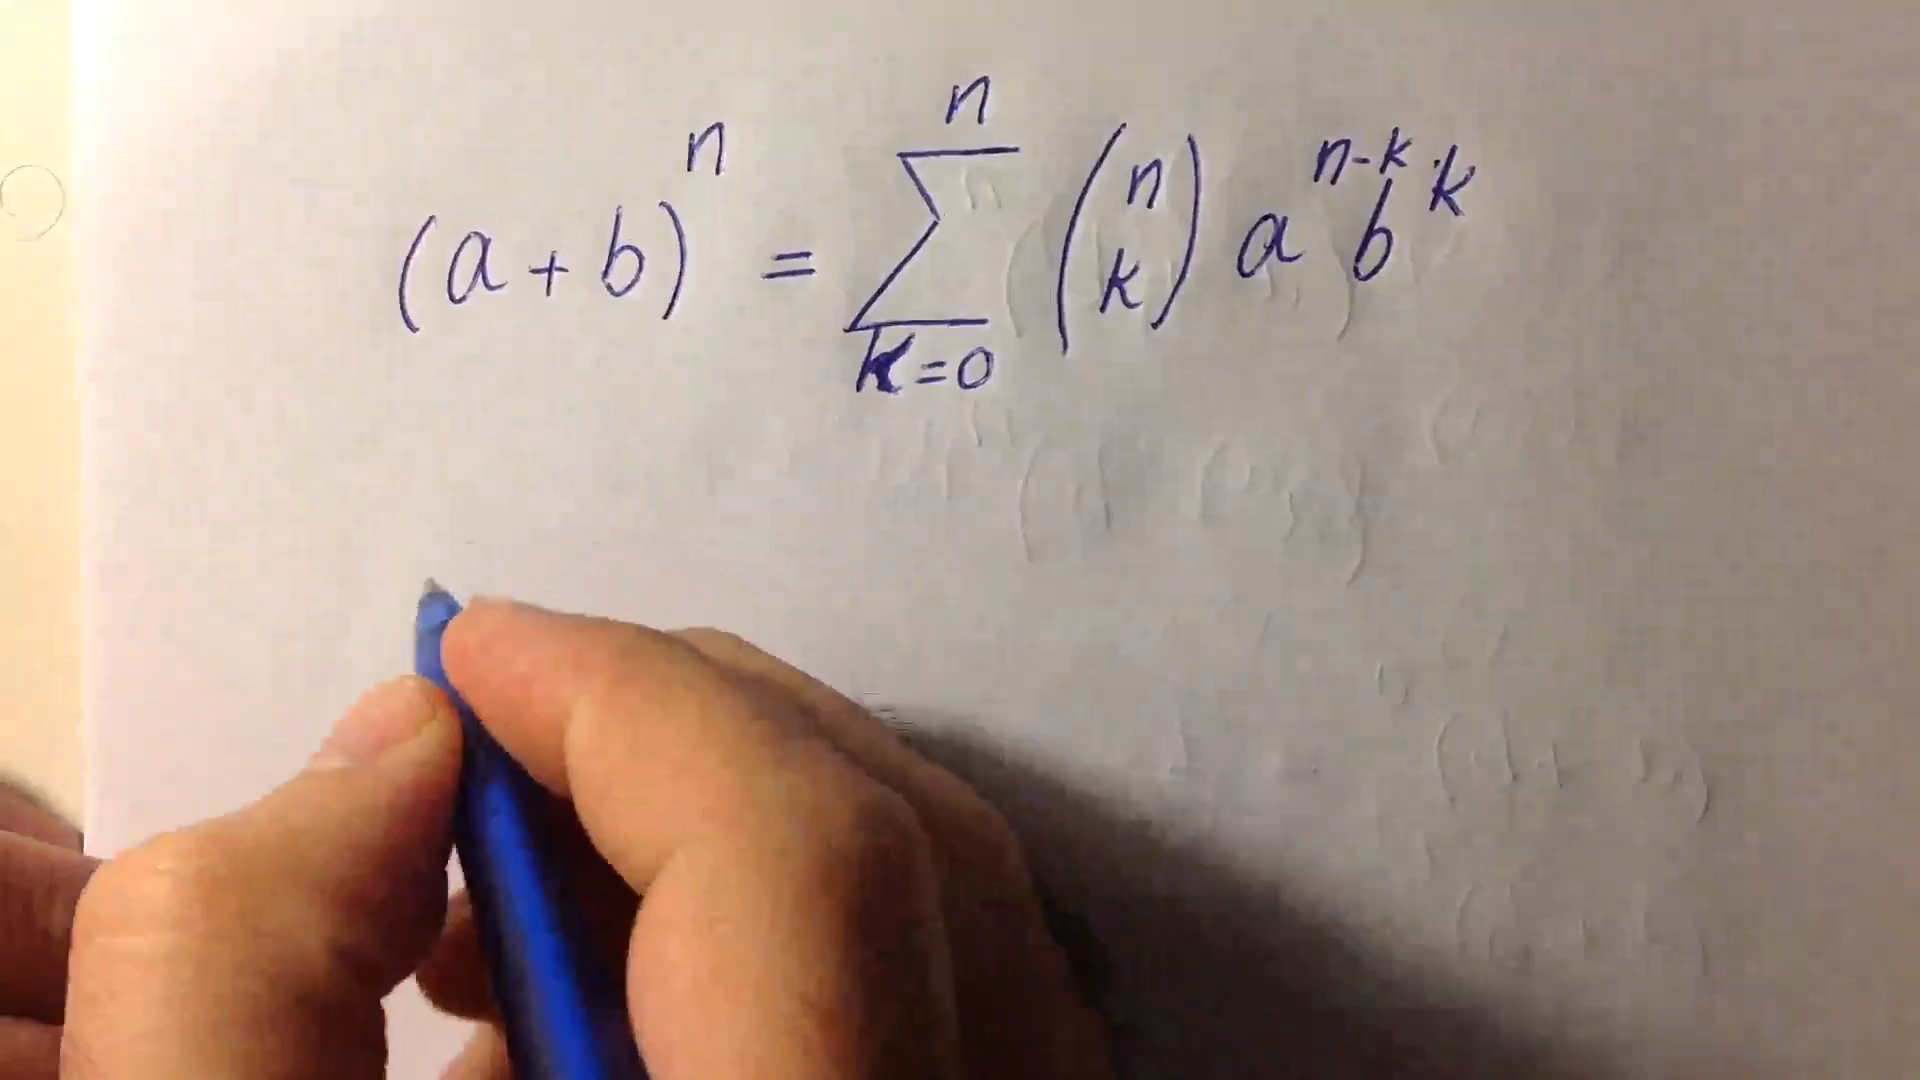 (a+b)^n = \sum_{k=0}^{n} \binom{n}{k} a^{n-k} b^k